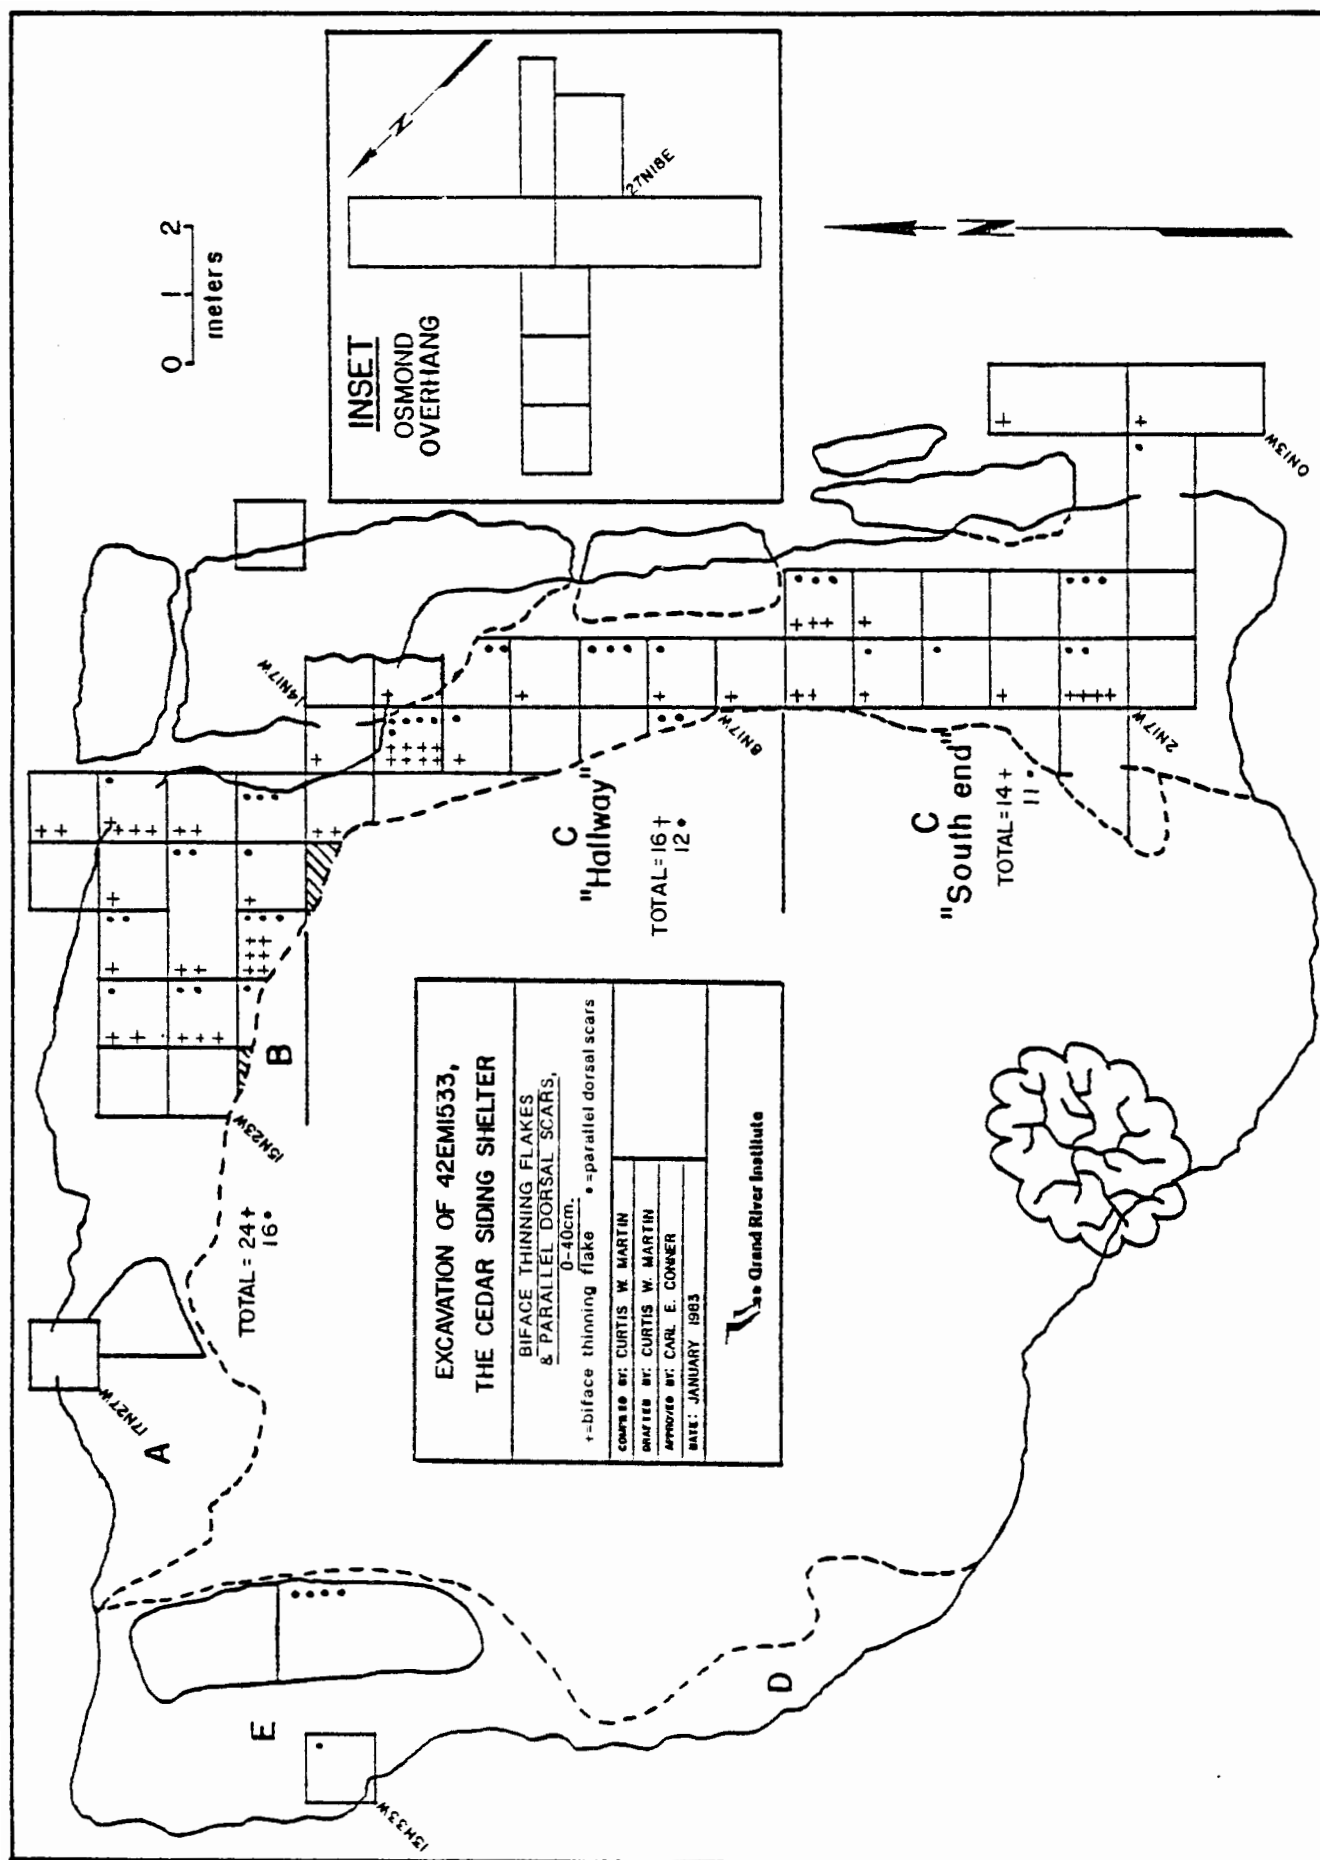 EXCAVATION OF 42EM1533,
THE CEDAR SIDING SHELTER
BIFACE THINNING FLAKES
& PARALLEL DORSAL SCARS,
0-40cm.
+=biface thinning flake •=parallel dorsal scars
COMPILED BY: CURTIS W. MARTIN
DRAFTED BY: CURTIS W. MARTIN
APPROVED BY: CARL E. CONNER
DATE: JANUARY 1983
Grand River Institute
INSET
OSMOND
OVERHANG
N
27N18E
0 1 2
meters
N
A
17N27W
TOTAL = 24+
16•
15N23W
B
14N17W
C
"Hallway"
TOTAL = 16+
12•
8N17W
C
"South end"
TOTAL = 14+
11•
2N17W
0N13W
D
E
13N33W